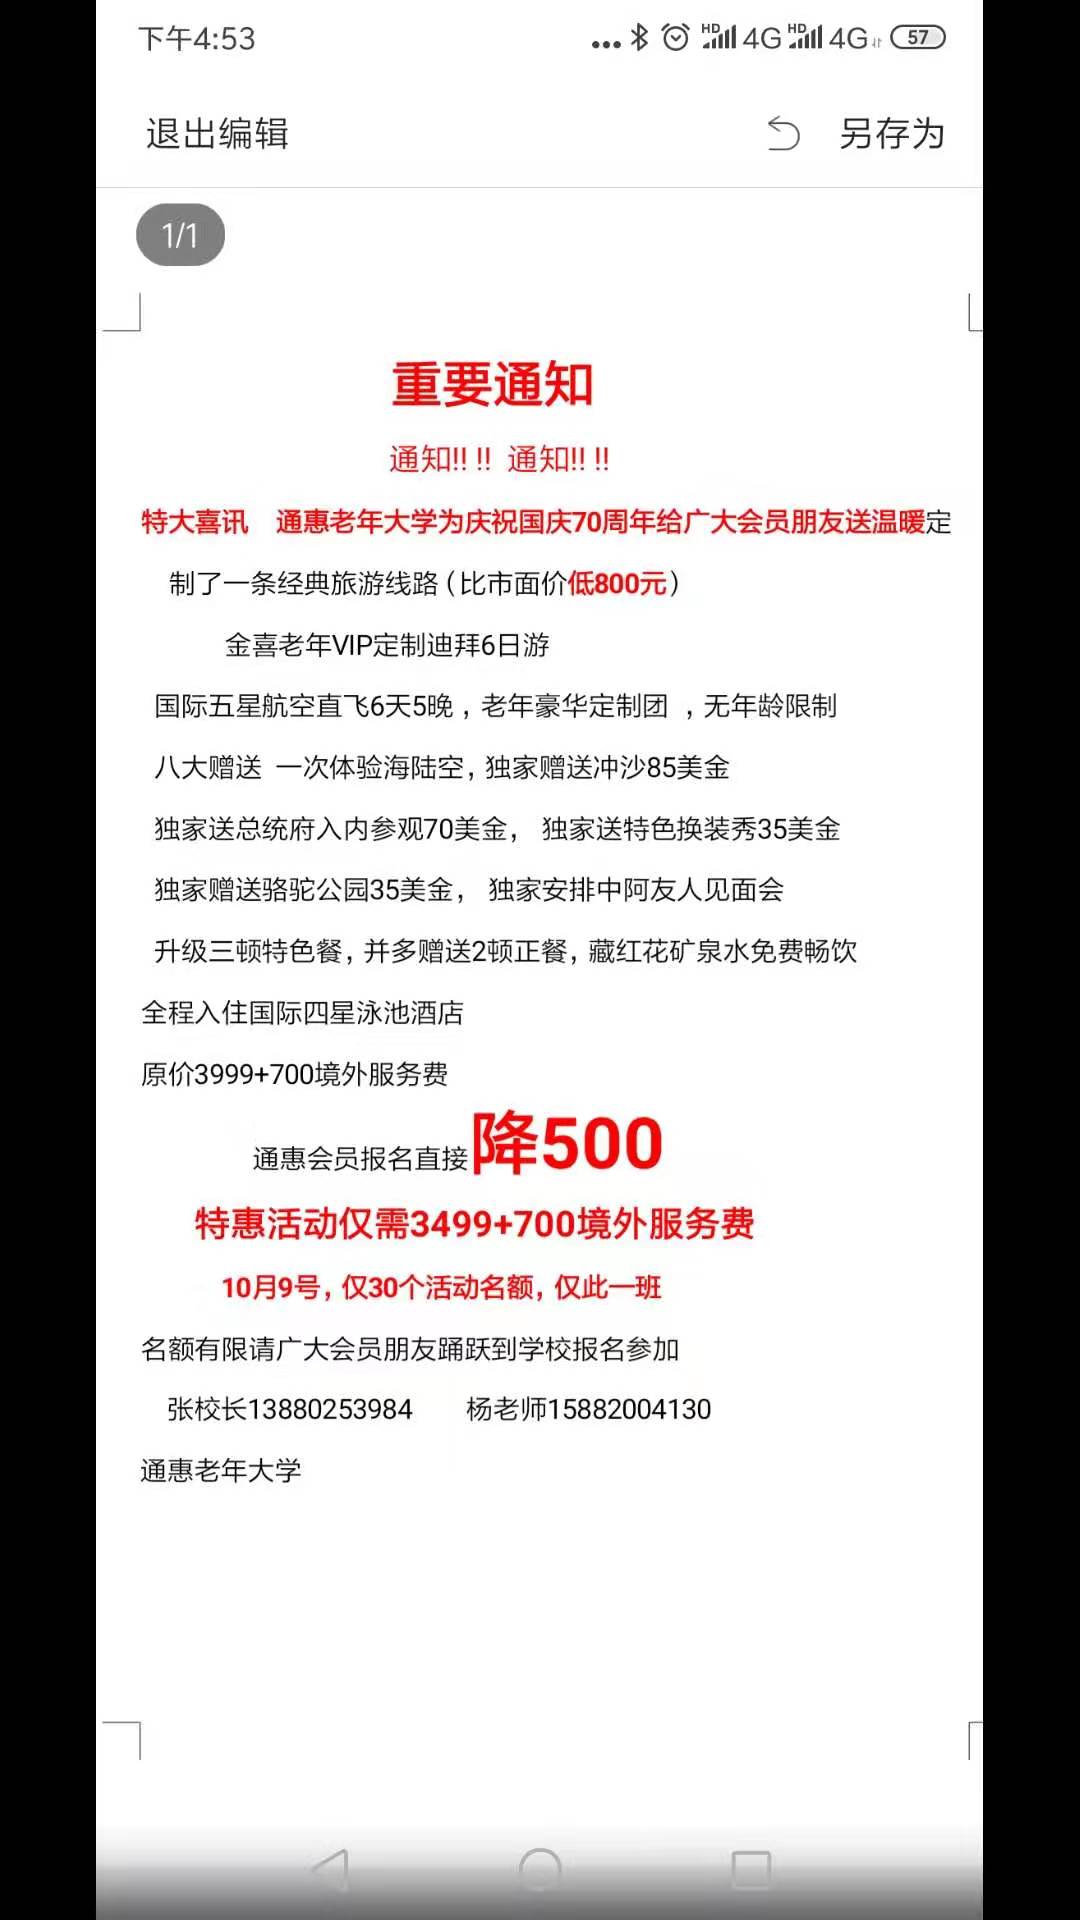 下午4:53
HD 4G HD 4G 57
退出编辑 另存为
1/1
重要通知
通知!! !! 通知!! !!
特大喜讯 通惠老年大学为庆祝国庆70周年给广大会员朋友送温暖定
制了一条经典旅游线路（比市面价低800元）
金喜老年VIP定制迪拜6日游
国际五星航空直飞6天5晚，老年豪华定制团 ，无年龄限制
八大赠送 一次体验海陆空, 独家赠送冲沙85美金
独家送总统府入内参观70美金， 独家送特色换装秀35美金
独家赠送骆驼公园35美金， 独家安排中阿友人见面会
升级三顿特色餐, 并多赠送2顿正餐, 藏红花矿泉水免费畅饮
全程入住国际四星泳池酒店
原价3999+700境外服务费
通惠会员报名直接降500
特惠活动仅需3499+700境外服务费
10月9号, 仅30个活动名额, 仅此一班
名额有限请广大会员朋友踊跃到学校报名参加
张校长13880253984 杨老师15882004130
通惠老年大学